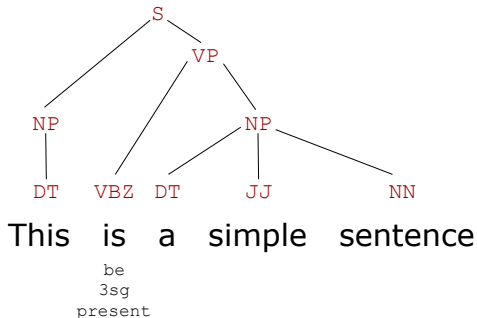 S
VP
NP NP
DT VBZ DT JJ NN
This is a simple sentence
be
3sg
present